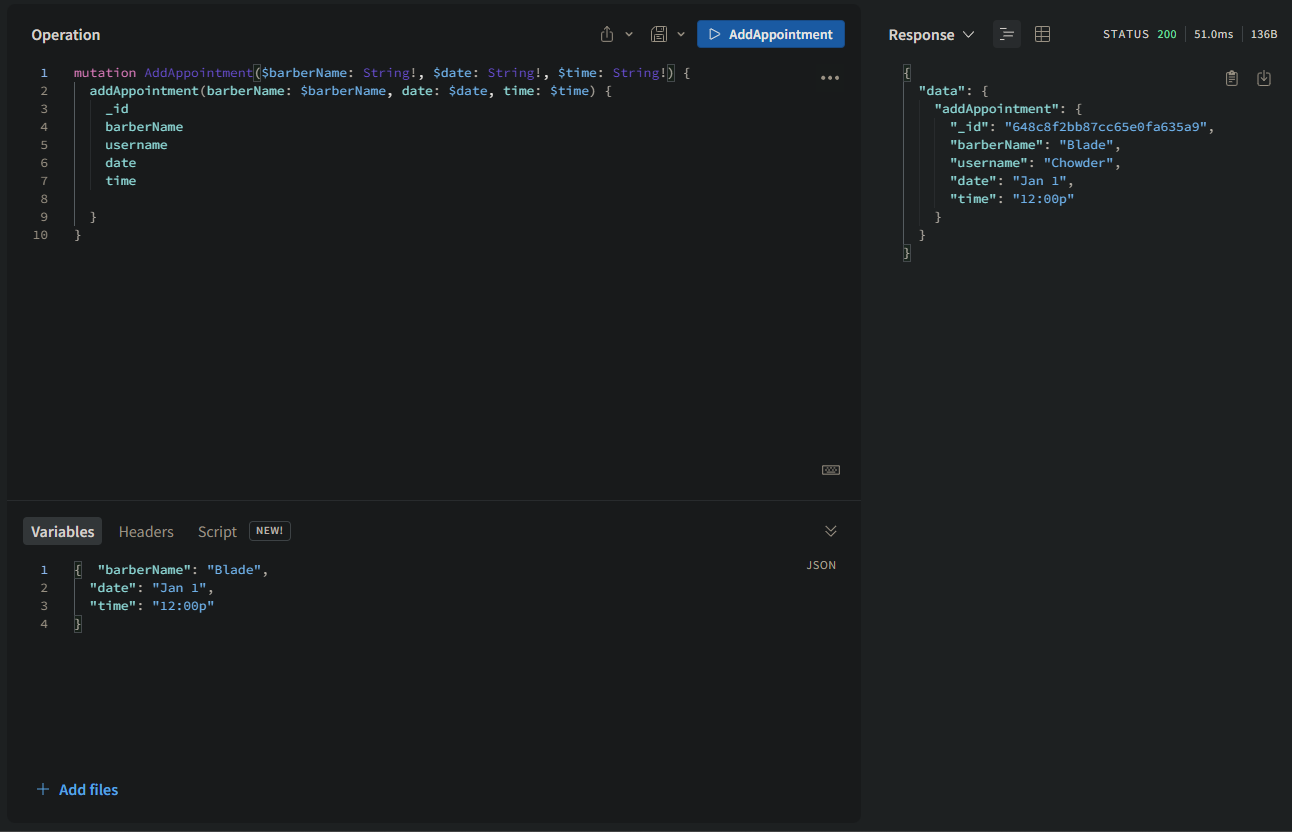 Operation
AddAppointment
1 mutation AddAppointment($barberName: String!, $date: String!, $time: String!) {
2 addAppointment(barberName: $barberName, date: $date, time: $time) {
3 _id
4 barberName
5 username
6 date
7 time
8
9 }
10 }
Variables Headers Script NEW!
JSON
1 { "barberName": "Blade",
2 "date": "Jan 1",
3 "time": "12:00p"
4 }
+ Add files
Response STATUS 200 51.0ms 136B
{
"data": {
"addAppointment": {
"_id": "648c8f2bb87cc65e0fa635a9",
"barberName": "Blade",
"username": "Chowder",
"date": "Jan 1",
"time": "12:00p"
}
}
}